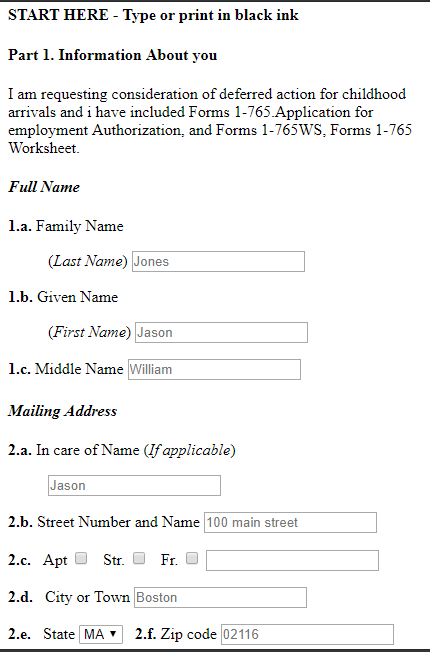 START HERE - Type or print in black ink
Part 1. Information About you
I am requesting consideration of deferred action for childhood
arrivals and i have included Forms 1-765.Application for
employment Authorization, and Forms 1-765WS, Forms 1-765
Worksheet.
Full Name
1.a. Family Name
(Last Name) Jones
1.b. Given Name
(First Name) Jason
1.c. Middle Name William
Mailing Address
2.a. In care of Name (If applicable)
Jason
2.b. Street Number and Name 100 main street
2.c. Apt Str. Fr.
2.d. City or Town Boston
2.e. State MA 2.f. Zip code 02116